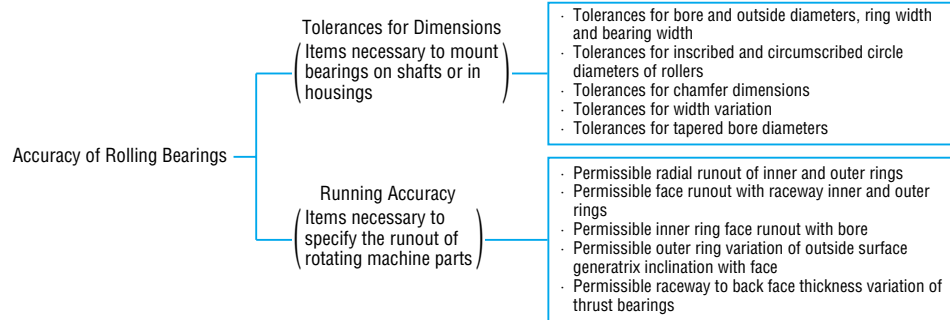 Accuracy of Rolling Bearings
Tolerances for Dimensions
(Items necessary to mount
bearings on shafts or in
housings)
· Tolerances for bore and outside diameters, ring width
and bearing width
· Tolerances for inscribed and circumscribed circle
diameters of rollers
· Tolerances for chamfer dimensions
· Tolerances for width variation
· Tolerances for tapered bore diameters
Running Accuracy
(Items necessary to
specify the runout of
rotating machine parts)
· Permissible radial runout of inner and outer rings
· Permissible face runout with raceway inner and outer
rings
· Permissible inner ring face runout with bore
· Permissible outer ring variation of outside surface
generatrix inclination with face
· Permissible raceway to back face thickness variation of
thrust bearings